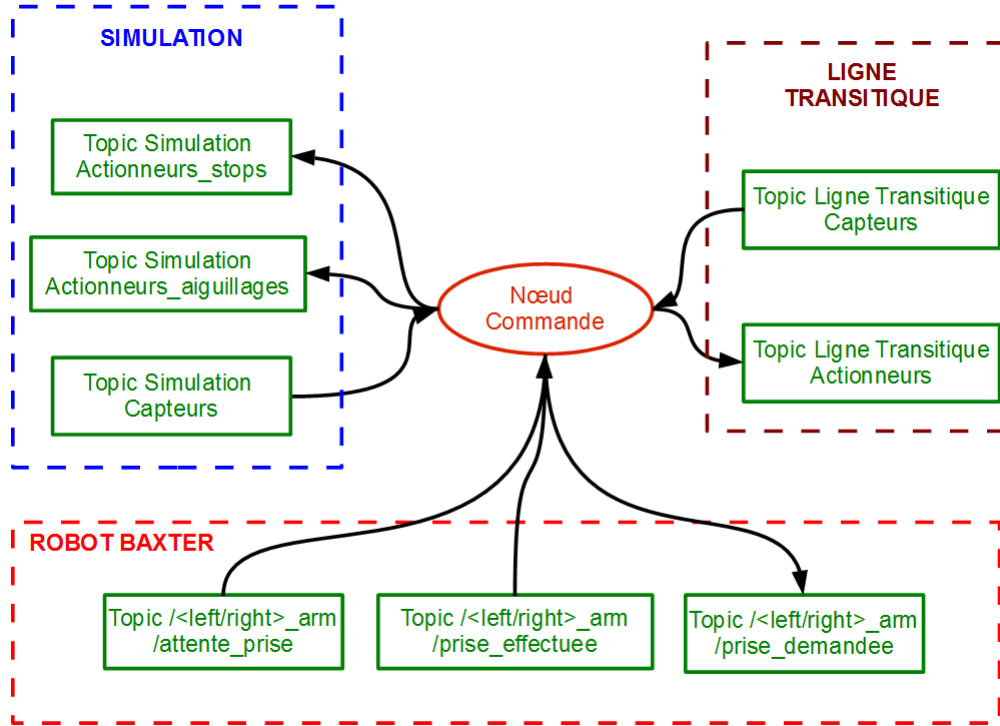 SIMULATION
Topic Simulation
Actionneurs_stops
Topic Simulation
Actionneurs_aiguillages
Topic Simulation
Capteurs
Nœud
Commande
LIGNE
TRANSITIQUE
Topic Ligne Transitique
Capteurs
Topic Ligne Transitique
Actionneurs
ROBOT BAXTER
Topic /<left/right>_arm
/attente_prise
Topic /<left/right>_arm
/prise_effectuee
Topic /<left/right>_arm
/prise_demandee